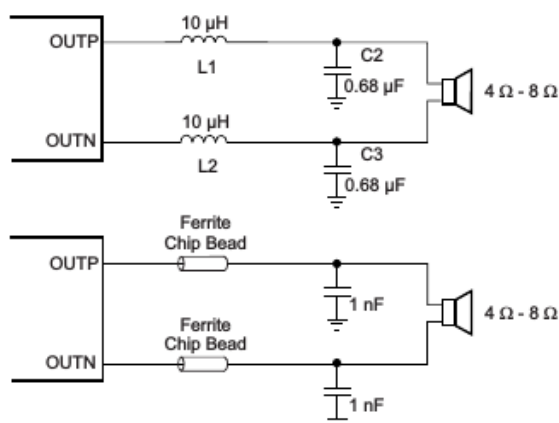 OUTP
10 µH
L1
C2
0.68 µF
4 Ω - 8 Ω
10 µH
OUTN
L2
C3
0.68 µF
Ferrite
Chip Bead
OUTP
1 nF
4 Ω - 8 Ω
Ferrite
Chip Bead
OUTN
1 nF